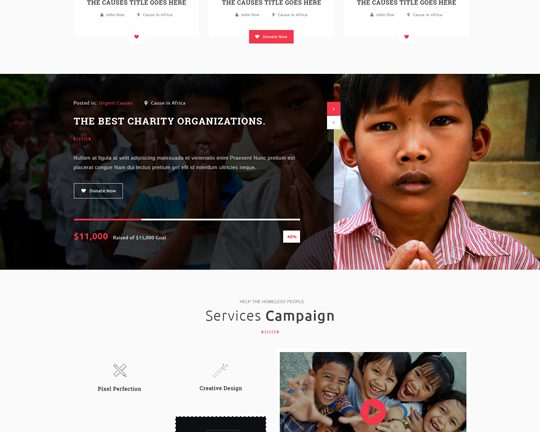 THE CAUSES TITLE GOES HERE THE CAUSES TITLE GOES HERE THE CAUSES TITLE GOES HERE
John Doe Cause in Africa John Doe Cause in Africa John Doe Cause in Africa
Donate Now
Posted in: Urgent Causes Cause in Africa
THE BEST CHARITY ORGANIZATIONS.
Nullam at ligula at velit adipiscing malesuada et venenatis enim Praesent Nunc pretium est
placerat congue Nam dui lectus pretium get elit id interdum ultricies neque.
Donate Now
$11,000 Raised of $15,000 Goal
40%
HELP THE HOMELESS PEOPLE
Services Campaign
Pixel Perfection Creative Design